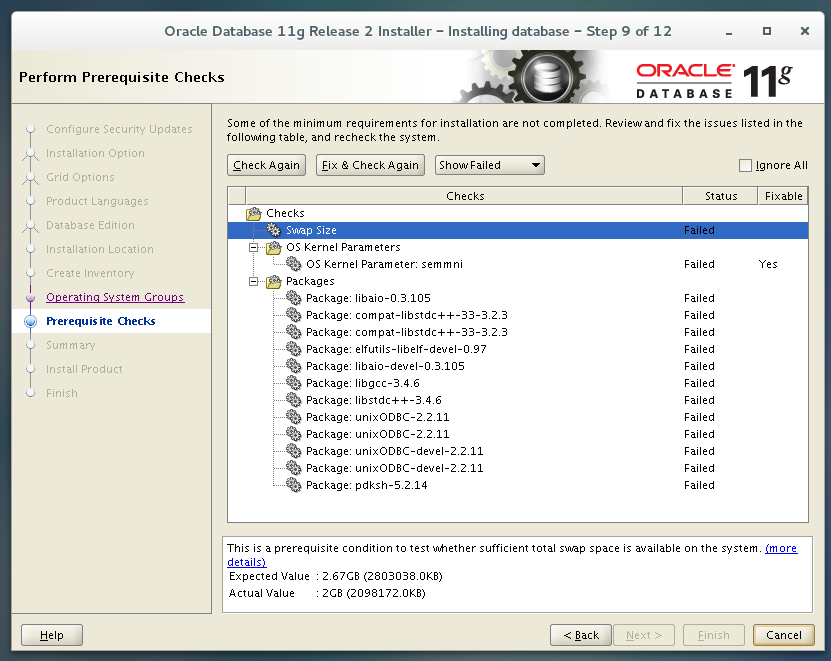 Oracle Database 11g Release 2 Installer - Installing database - Step 9 of 12
Perform Prerequisite Checks
ORACLE
DATABASE
11g
Configure Security Updates
Installation Option
Grid Options
Product Languages
Database Edition
Installation Location
Create Inventory
Operating System Groups
Prerequisite Checks
Summary
Install Product
Finish
Some of the minimum requirements for installation are not completed. Review and fix the issues listed in the
following table, and recheck the system.
Check Again Fix & Check Again Show Failed Ignore All
Checks Status Fixable
Checks
Swap Size Failed
OS Kernel Parameters
OS Kernel Parameter: semmni Failed Yes
Packages
Package: libaio-0.3.105 Failed
Package: compat-libstdc++-33-3.2.3 Failed
Package: compat-libstdc++-33-3.2.3 Failed
Package: elfutils-libelf-devel-0.97 Failed
Package: libaio-devel-0.3.105 Failed
Package: libgcc-3.4.6 Failed
Package: libstdc++-3.4.6 Failed
Package: unixODBC-2.2.11 Failed
Package: unixODBC-2.2.11 Failed
Package: unixODBC-devel-2.2.11 Failed
Package: unixODBC-devel-2.2.11 Failed
Package: pdksh-5.2.14 Failed
This is a prerequisite condition to test whether sufficient total swap space is available on the system. (more
details)
Expected Value : 2.67GB (2803038.0KB)
Actual Value : 2GB (2098172.0KB)
Help < Back Next > Finish Cancel